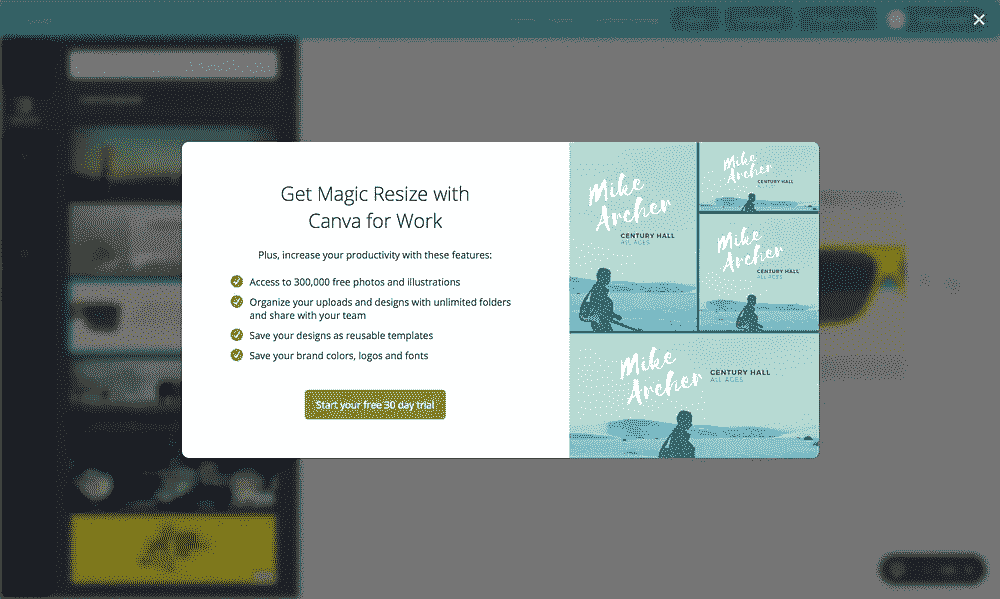 Get Magic Resize with
Canva for Work
Plus, increase your productivity with these features:
Access to 300,000 free photos and illustrations
Organize your uploads and designs with unlimited folders
and share with your team
Save your designs as reusable templates
Save your brand colors, logos and fonts
Start your free 30 day trial
Mike
Archer
CENTURY HALL
ALL AGES
Mike
Archer
CENTURY HALL
ALL AGES
Mike
Archer
CENTURY HALL
ALL AGES
Mike
Archer
CENTURY HALL
ALL AGES